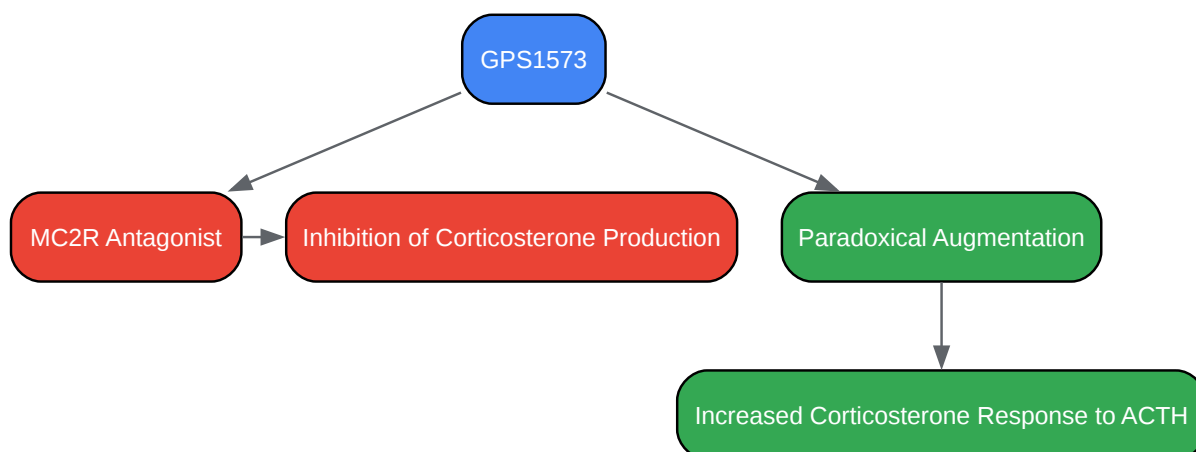 GPS1573
MC2R Antagonist
Inhibition of Corticosterone Production
Paradoxical Augmentation
Increased Corticosterone Response to ACTH